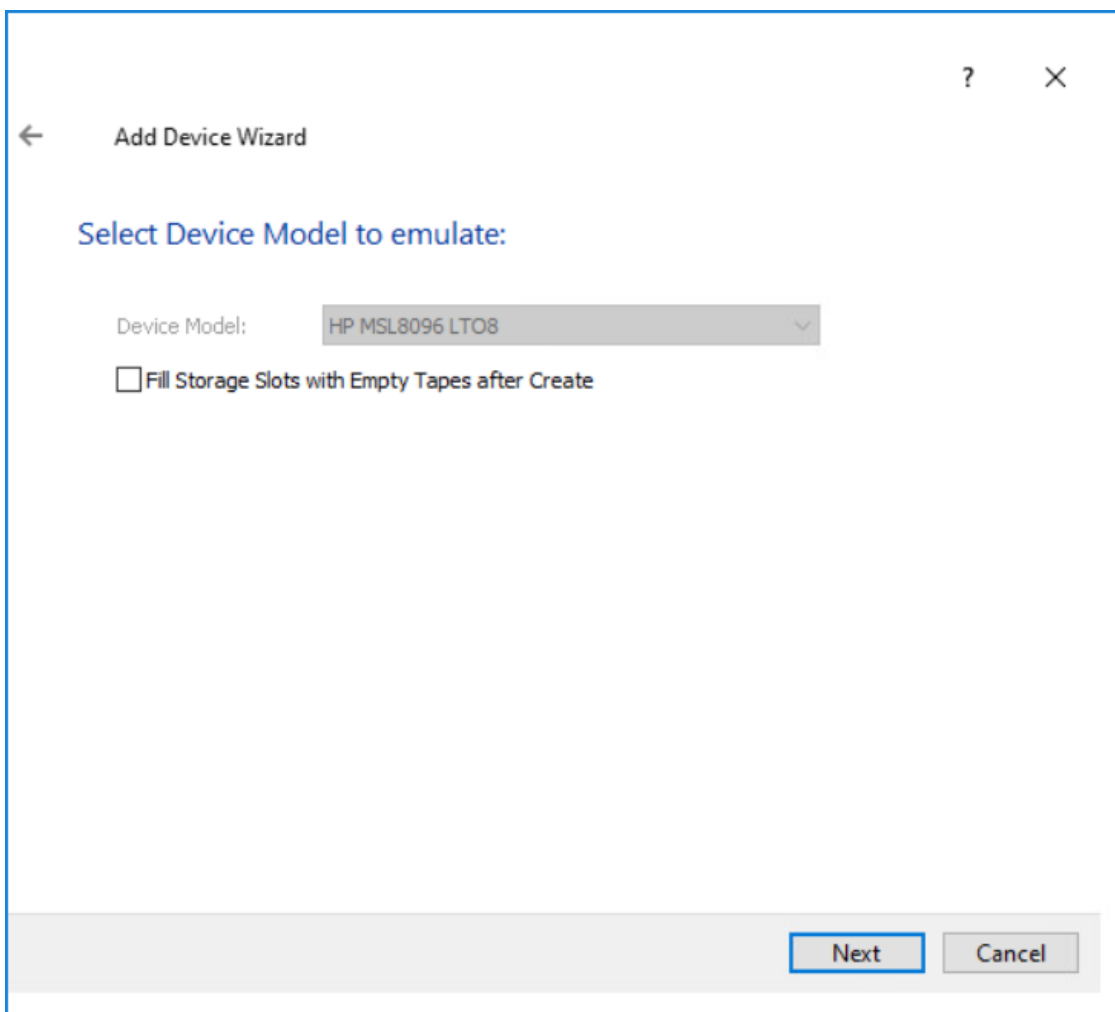 ?
Add Device Wizard
Select Device Model to emulate:
Device Model: HP MSL8096 LTO8
Fill Storage Slots with Empty Tapes after Create
Next Cancel